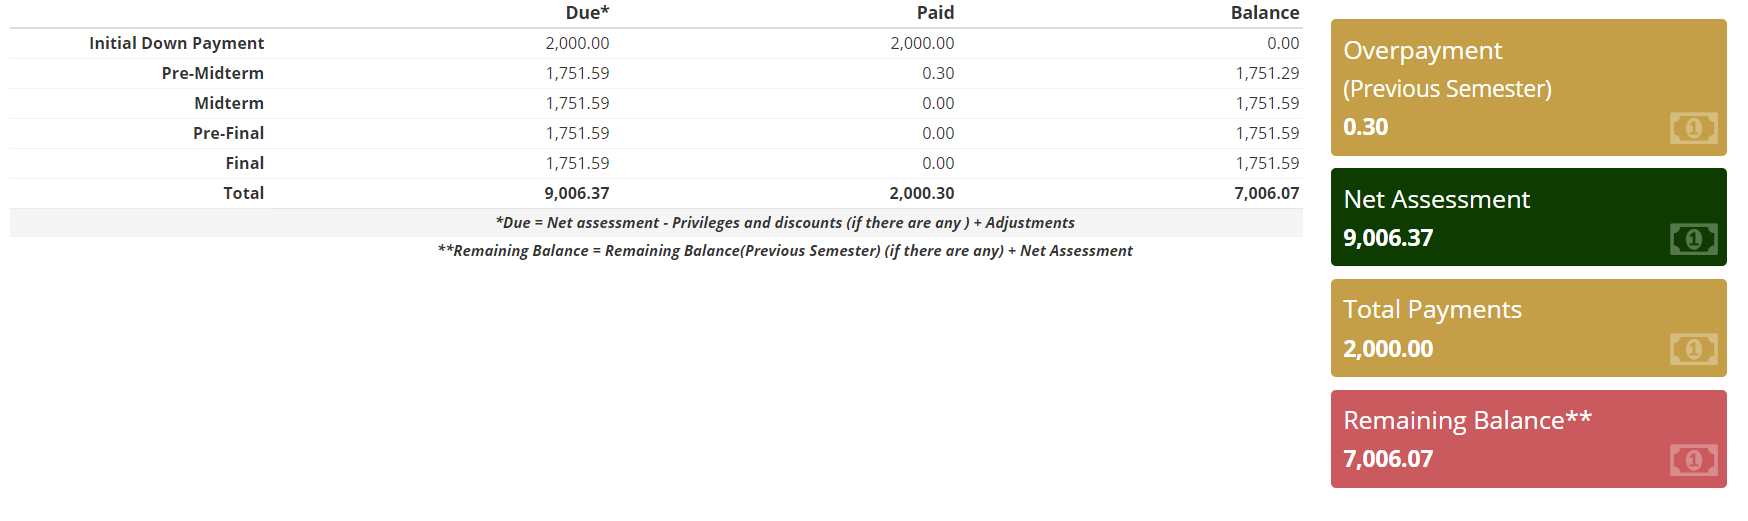 Due* Paid Balance
Initial Down Payment 2,000.00 2,000.00 0.00
Pre-Midterm 1,751.59 0.30 1,751.29
Midterm 1,751.59 0.00 1,751.59
Pre-Final 1,751.59 0.00 1,751.59
Final 1,751.59 0.00 1,751.59
Total 9,006.37 2,000.30 7,006.07
*Due = Net assessment - Privileges and discounts (if there are any ) + Adjustments
**Remaining Balance = Remaining Balance(Previous Semester) (if there are any) + Net Assessment
Overpayment
(Previous Semester)
0.30
1
Net Assessment
9,006.37
1
Total Payments
2,000.00
1
Remaining Balance**
7,006.07
1